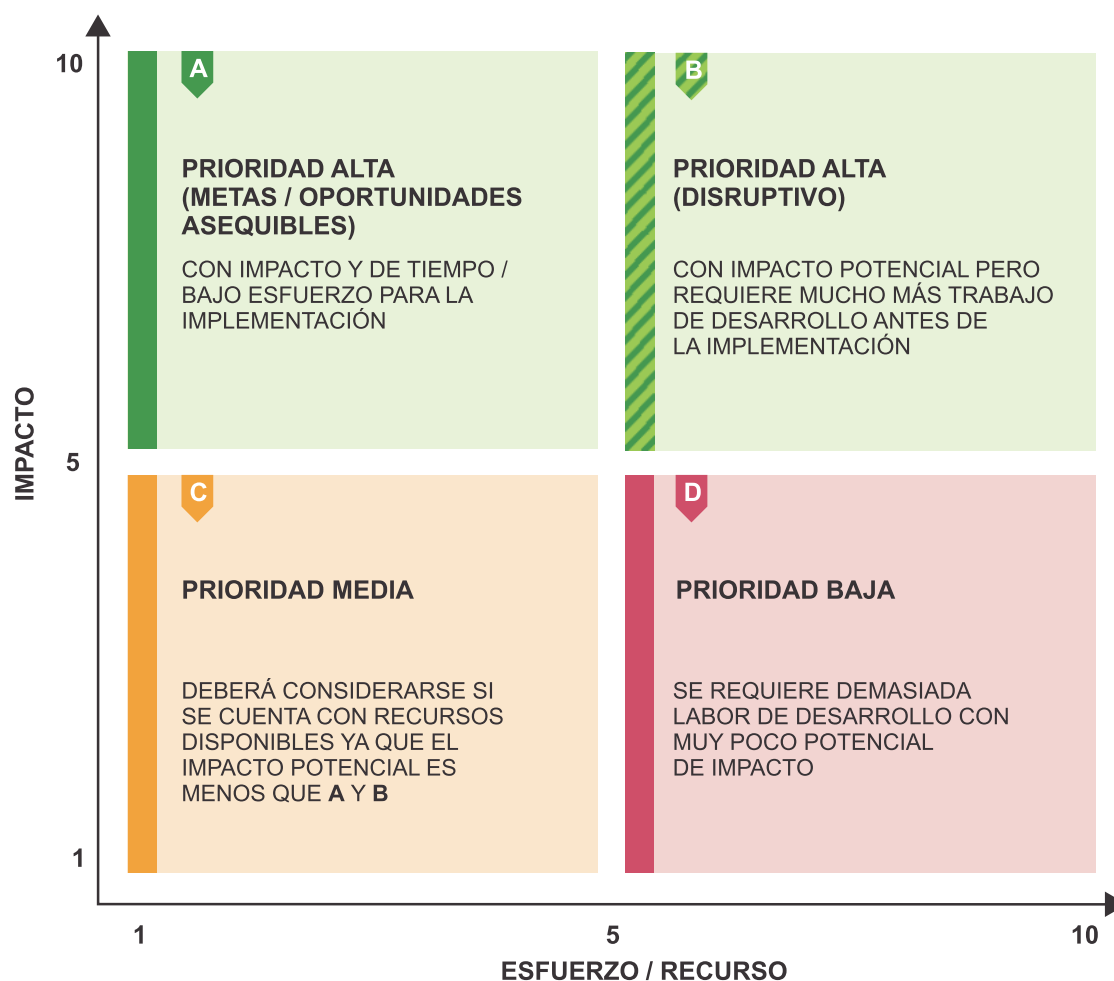 10
A
PRIORIDAD ALTA
(METAS / OPORTUNIDADES
ASEQUIBLES)
CON IMPACTO Y DE TIEMPO /
BAJO ESFUERZO PARA LA
IMPLEMENTACIÓN
B
PRIORIDAD ALTA
(DISRUPTIVO)
CON IMPACTO POTENCIAL PERO
REQUIERE MUCHO MÁS TRABAJO
DE DESARROLLO ANTES DE
LA IMPLEMENTACIÓN
IMPACTO
5
C
PRIORIDAD MEDIA
DEBERÁ CONSIDERARSE SI
SE CUENTA CON RECURSOS
DISPONIBLES YA QUE EL
IMPACTO POTENCIAL ES
MENOS QUE A Y B
D
PRIORIDAD BAJA
SE REQUIERE DEMASIADA
LABOR DE DESARROLLO CON
MUY POCO POTENCIAL
DE IMPACTO
1
1
5
10
ESFUERZO / RECURSO